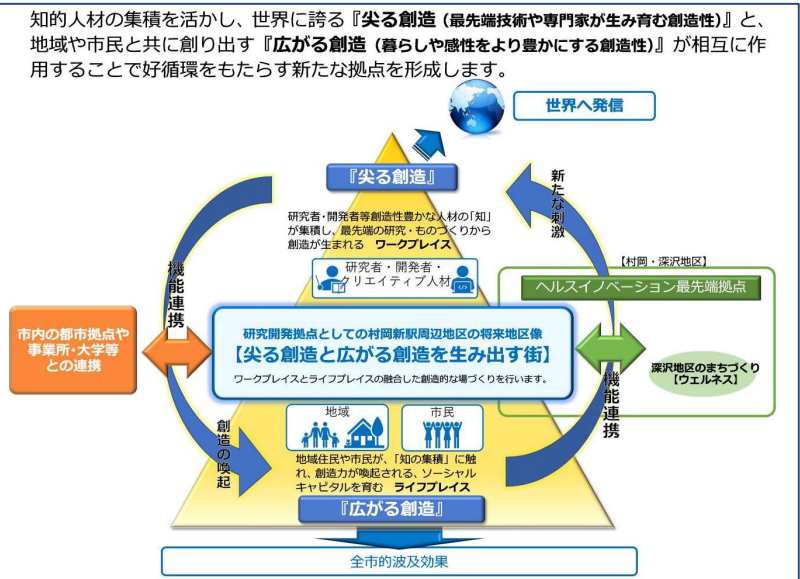 知的人材の集積を活かし、世界に誇る『尖る創造（最先端技術や専門家が生み育む創造性）』と、
地域や市民と共に創り出す『広がる創造（暮らしや感性をより豊かにする創造性）』が相互に作
用することで好循環をもたらす新たな拠点を形成します。
世界へ発信
『尖る創造』
新たな刺激
研究者・開発者等創造性豊かな人材の「知」
が集積し、最先端の研究・ものづくりから
創造が生まれる ワークプレイス
研究者・開発者・
クリエイティブ人材
機能連携
【村岡・深沢地区】
ヘルスイノベーション最先端拠点
市内の都市拠点や
事業所・大学等
との連携
研究開発拠点としての村岡新駅周辺地区の将来地区像
【尖る創造と広がる創造を生み出す街】
ワークプレイスとライフプレイスの融合した創造的な場づくりを行います。
深沢地区のまちづくり
【ウェルネス】
機能連携
創造の喚起
地域
市民
地域住民や市民が、「知の集積」に触
れ、創造力が喚起される、ソーシャル
キャピタルを育む ライフプレイス
『広がる創造』
全市的波及効果